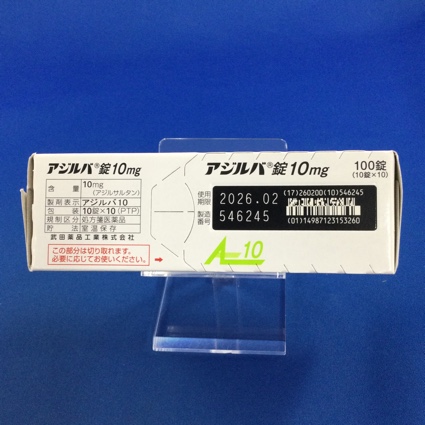 アジルバ®錠10mg
含 量 10mg
(アジルサルタン)
製剤表示 アジルバ10
包 装 10錠×10(PTP)
規制区分 処方箋医薬品
貯 法 室温保存
武田薬品工業株式会社
この部分は切り取れます。
必要に応じてお使いください。
アジルバ®錠10mg
100錠
(10錠×10)
使用期限 2026.02
製造番号 546245
(17)260200(10)546245
(01)14987123153260
A 10